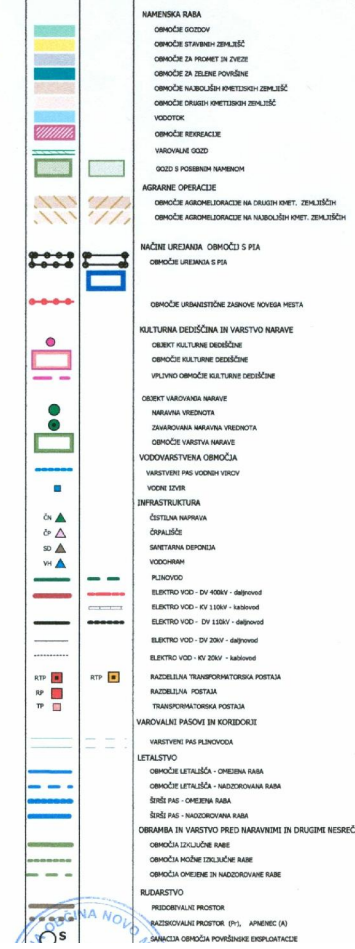 NAMENSKA RABA
OBMOČJE GOZDOV
OBMOČJE STAVBNIH ZEMLJIŠČ
OBMOČJE ZA PROMET IN ZVEZE
OBMOČJE ZA ZELENE POVRŠINE
OBMOČJE NAJBOLJŠIH KMETIJSKIH ZEMLJIŠČ
OBMOČJE DRUGIH KMETIJSKIH ZEMLJIŠČ
VODOTOK
OBMOČJE REKREACIJE
VAROVALNI GOZD
GOZD S POSEBNIM NAMENOM
AGRARNE OPERACIJE
OBMOČJE AGROMELIORACIJE NA DRUGIH KMET. ZEMLJIŠČIH
OBMOČJE AGROMELIORACIJE NA NAJBOLJŠIH KMET. ZEMLJIŠČIH
NAČINI UREJANJA OBMOČIJ S PIA
OBMOČJE UREJANJA S PIA
OBMOČJE URBANISTIČNE ZASNOVE NOVEGA MESTA
KULTURNA DEDIŠČINA IN VARSTVO NARAVE
OBJEKT KULTURNE DEDIŠČINE
OBMOČJE KULTURNE DEDIŠČINE
VPLIVNO OBMOČJE KULTURNE DEDIŠČINE
OBJEKT VAROVANJA NARAVE
NARAVNA VREDNOTA
ZAVAROVANA NARAVNA VREDNOTA
OBMOČJE VARSTVA NARAVE
VODOVARSTVENA OBMOČJA
VARSTVENI PAS VODNIH VIROV
VODNI IZVIR
INFRASTRUKTURA
ČN ČISTILNA NAPRAVA
ČP ČRPALIŠČE
SD SANITARNA DEPONIJA
VH VODOHRAM
PLINOVOD
ELEKTRO VOD - DV 400kV - daljnovod
ELEKTRO VOD - KV 110kV - kablovod
ELEKTRO VOD - DV 110kV - daljnovod
ELEKTRO VOD - DV 20kV - daljnovod
ELEKTRO VOD - KV 20kV - kablovod
RTP RTP RAZDELILNA TRANSFORMATORSKA POSTAJA
RP RAZDELILNA POSTAJA
TP TRANSFORMATORSKA POSTAJA
VAROVALNI PASOVI IN KORIDORJI
VARSTVENI PAS PLINOVODA
LETALSTVO
OBMOČJE LETALIŠČA - OMEJENA RABA
OBMOČJE LETALIŠČA - NADZOROVANA RABA
ŠIRŠI PAS - OMEJENA RABA
ŠIRŠI PAS - NADZOROVANA RABA
OBRAMBA IN VARSTVO PRED NARAVNIMI IN DRUGIMI NESREČ
OBMOČJA IZKLJUČNE RABE
OBMOČJA MOŽNE IZKLJUČNE RABE
OBMOČJA OMEJENE IN NADZOROVANE RABE
RUDARSTVO
PRIDOBIVALNI PROSTOR
RAZISKOVALNI PROSTOR (Pr), APNENEC (A)
SANACIJA OBMOČJA POVRŠINSKE EKSPLOATACIJE
S
OBČINA NOVO